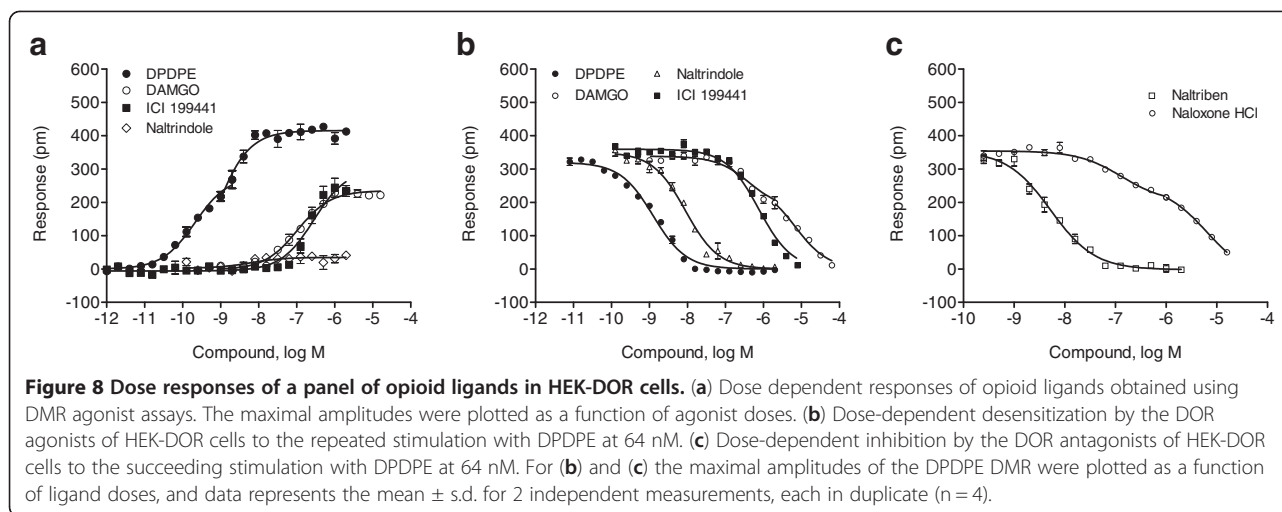 a
600
500
400
300
200
100
0
-100
Response (pm)
DPDPE
DAMGO
ICI 199441
Naltrindole
-12 -11 -10 -9 -8 -7 -6 -5 -4
Compound, log M
b
600
500
400
300
200
100
0
-100
Response (pm)
DPDPE Naltrindole
DAMGO ICI 199441
-12 -11 -10 -9 -8 -7 -6 -5 -4
Compound, log M
c
600
500
400
300
200
100
0
-100
Response (pm)
Naltriben
Naloxone HCl
-10 -9 -8 -7 -6 -5 -4
Compound, log M
Figure 8 Dose responses of a panel of opioid ligands in HEK-DOR cells. (a) Dose dependent responses of opioid ligands obtained using
DMR agonist assays. The maximal amplitudes were plotted as a function of agonist doses. (b) Dose-dependent desensitization by the DOR
agonists of HEK-DOR cells to the repeated stimulation with DPDPE at 64 nM. (c) Dose-dependent inhibition by the DOR antagonists of HEK-DOR
cells to the succeeding stimulation with DPDPE at 64 nM. For (b) and (c) the maximal amplitudes of the DPDPE DMR were plotted as a function
of ligand doses, and data represents the mean ± s.d. for 2 independent measurements, each in duplicate (n = 4).